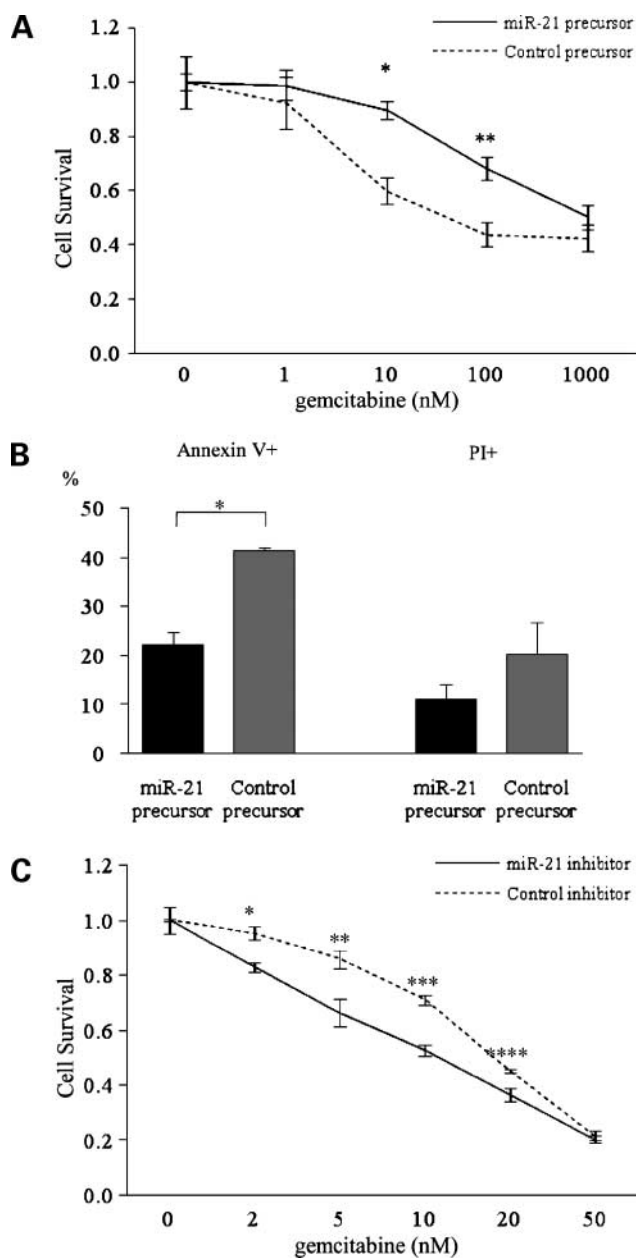 A
miR-21 precursor
Control precursor
1.2
1.0
0.8
0.6
0.4
0.2
0.0
Cell Survival
*
**
0 1 10 100 1000
gemcitabine (nM)
B
Annexin V+ PI+
%
50
40
30
20
10
0
*
miR-21 precursor
Control precursor
miR-21 precursor
Control precursor
C
miR-21 inhibitor
Control inhibitor
1.2
1.0
0.8
0.6
0.4
0.2
0.0
Cell Survival
*
**
***
****
0 2 5 10 20 50
gemcitabine (nM)